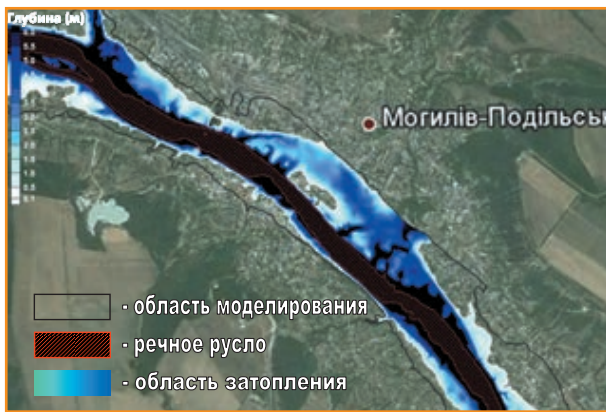 Глубина (м)
Могилів-Подільськ
- область моделирования
- речное русло
- область затопления